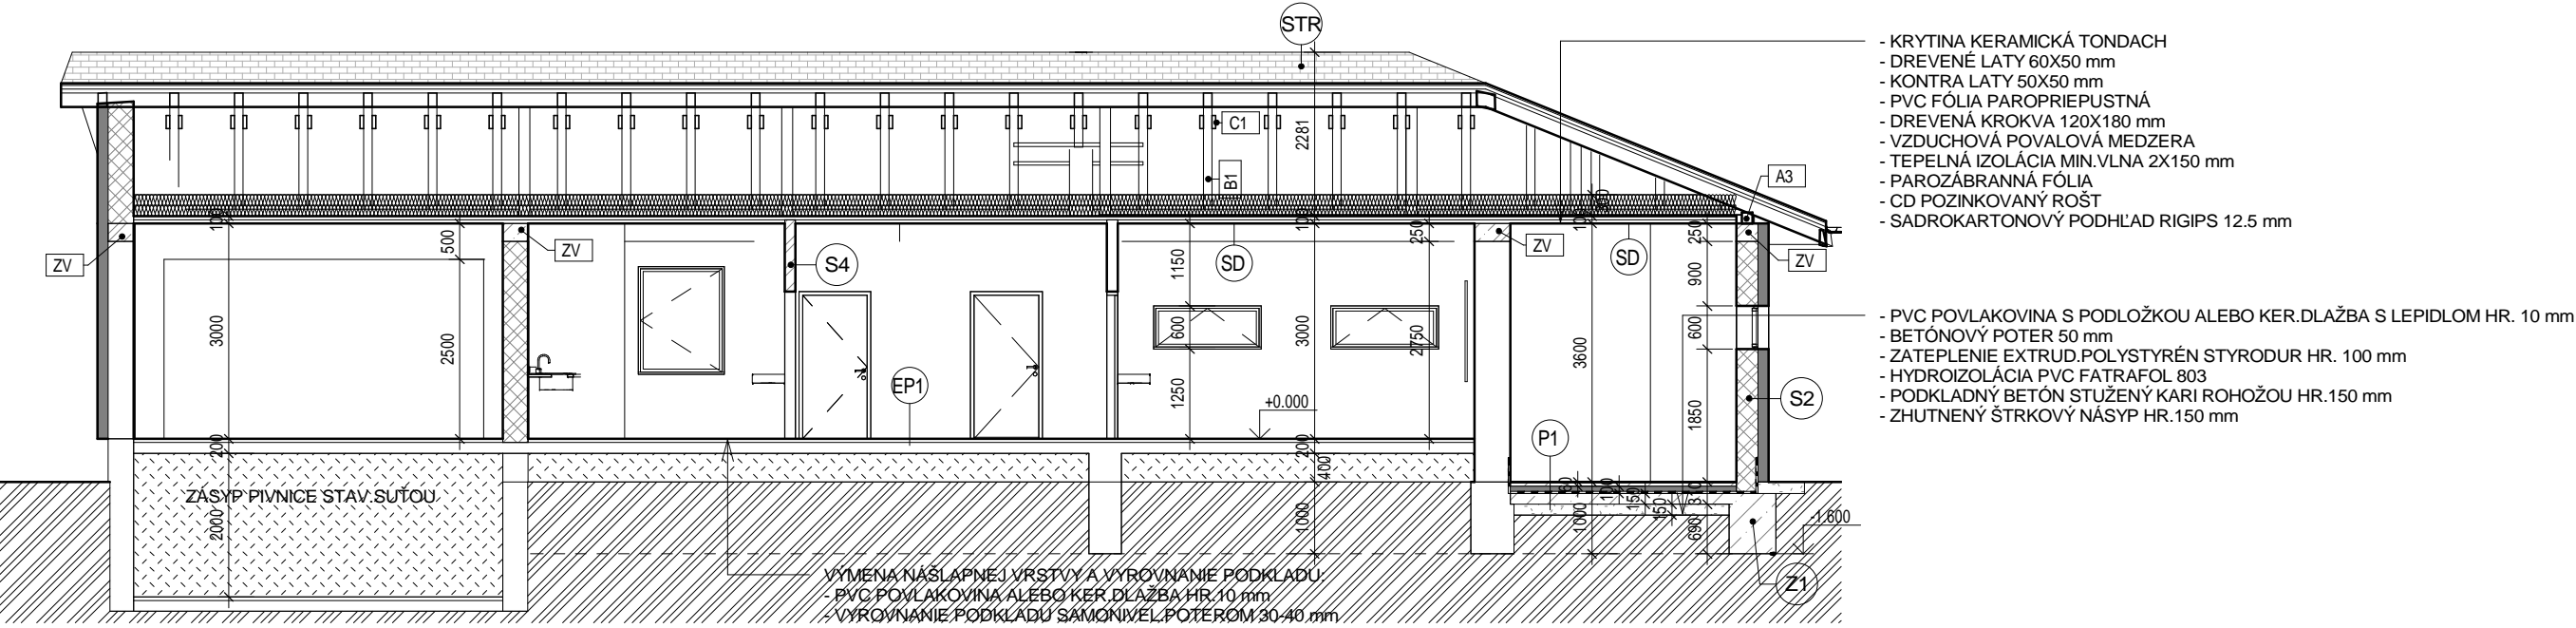 STR
- KRYTINA KERAMICKÁ TONDACH
- DREVENÉ LATY 60X50 mm
- KONTRA LATY 50X50 mm
- PVC FÓLIA PAROPRIEPUSTNÁ
- DREVENÁ KROKVA 120X180 mm
- VZDUCHOVÁ POVALOVÁ MEDZERA
- TEPELNÁ IZOLÁCIA MIN.VLNA 2X150 mm
- PAROZÁBRANNÁ FÓLIA
- CD POZINKOVANÝ ROŠT
- SADROKARTONOVÝ PODHĽAD RIGIPS 12.5 mm
C1
2281
B1
A3
300
100
100
100
ZV
500
ZV
S4
1150
SD
250
ZV
SD
250
ZV
900
3000
2500
600
3000
2750
3600
600
- PVC POVLAKOVINA S PODLOŽKOU ALEBO KER.DLAŽBA S LEPIDLOM HR. 10 mm
- BETÓNOVÝ POTER 50 mm
- ZATEPLENIE EXTRUD.POLYSTYRÉN STYRODUR HR. 100 mm
- HYDROIZOLÁCIA PVC FATRAFOL 803
- PODKLADNÝ BETÓN STUŽENÝ KARI ROHOŽOU HR.150 mm
- ZHUTNENÝ ŠTRKOVÝ NÁSYP HR.150 mm
EP1
1250
+0.000
1850
S2
P1
200
200
400
ZÁSYP PIVNICE STAV.SUŤOU
2000
1000
60
100
150
150
310
1000
690
-1.600
Z1
VÝMENA NÁŠLAPNEJ VRSTVY A VYROVNANIE PODKLADU:
- PVC POVLAKOVINA ALEBO KER.DLAŽBA HR.10 mm
- VYROVNANIE PODKLADU SAMONIVEL.POTEROM 30-40 mm